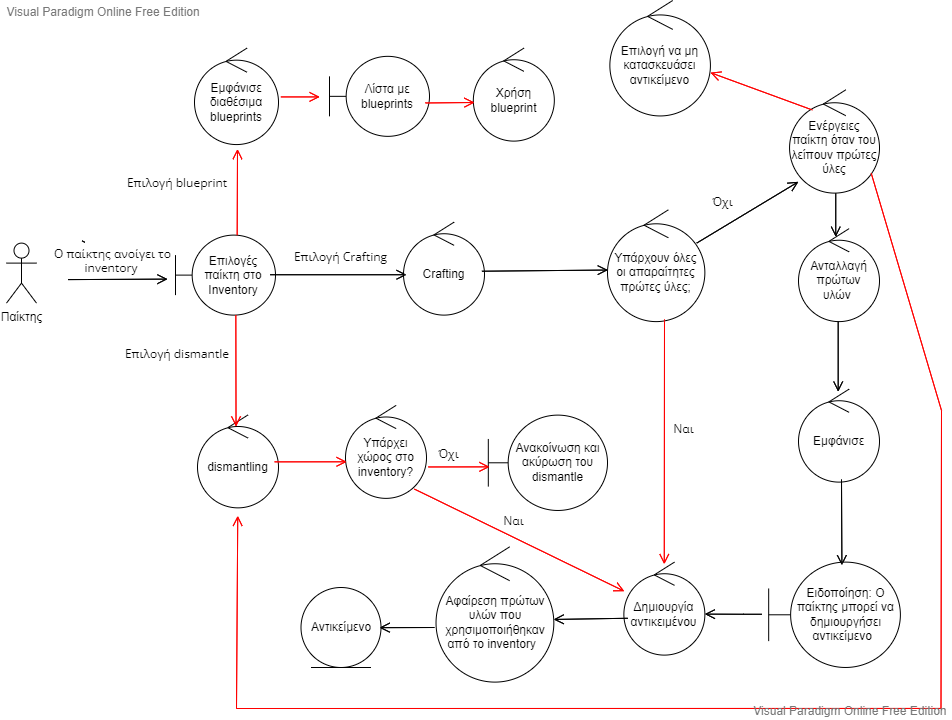 Visual Paradigm Online Free Edition
Εμφάνισε
διαθέσιμα
blueprints
Λίστα με
blueprints
Χρήση
blueprint
Επιλογή να μη
κατασκευάσει
αντικείμενο
Ενέργειες
παίκτη όταν του
λείπουν πρώτες
ύλες
Επιλογή blueprint
Όχι
Ο παίκτης ανοίγει το
inventory
Παίκτης
Επιλογές
παίκτη στο
Inventory
Επιλογή Crafting
Crafting
Υπάρχουν όλες
οι απαραίτητες
πρώτες ύλες;
Ανταλλαγή
πρώτων
υλών
Επιλογή dismantle
Ναι
Εμφάνισε
dismantling
Υπάρχει
χώρος στο
inventory?
Όχι
Ανακοίνωση και
ακύρωση του
dismantle
Ναι
Αντικείμενο
Αφαίρεση πρώτων
υλών που
χρησιμοποιήθηκαν
από το inventory
Δημιουργία
αντικειμένου
Ειδοποίηση: Ο
παίκτης μπορεί να
δημιουργήσει
αντικείμενο
Visual Paradigm Online Free Edition